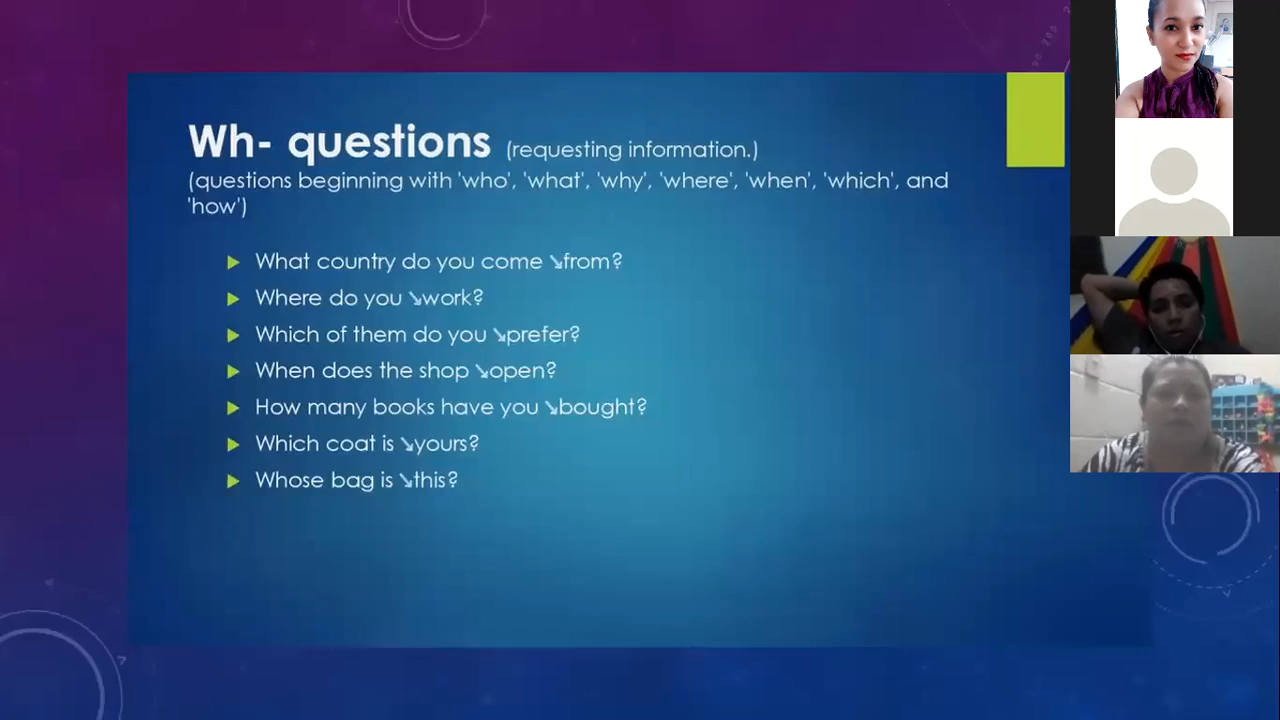 Wh- questions (requesting information.)
(questions beginning with 'who', 'what', 'why', 'where', 'when', 'which', and
'how')
▶ What country do you come ↘from?
▶ Where do you ↘work?
▶ Which of them do you ↘prefer?
▶ When does the shop ↘open?
▶ How many books have you ↘bought?
▶ Which coat is ↘yours?
▶ Whose bag is ↘this?